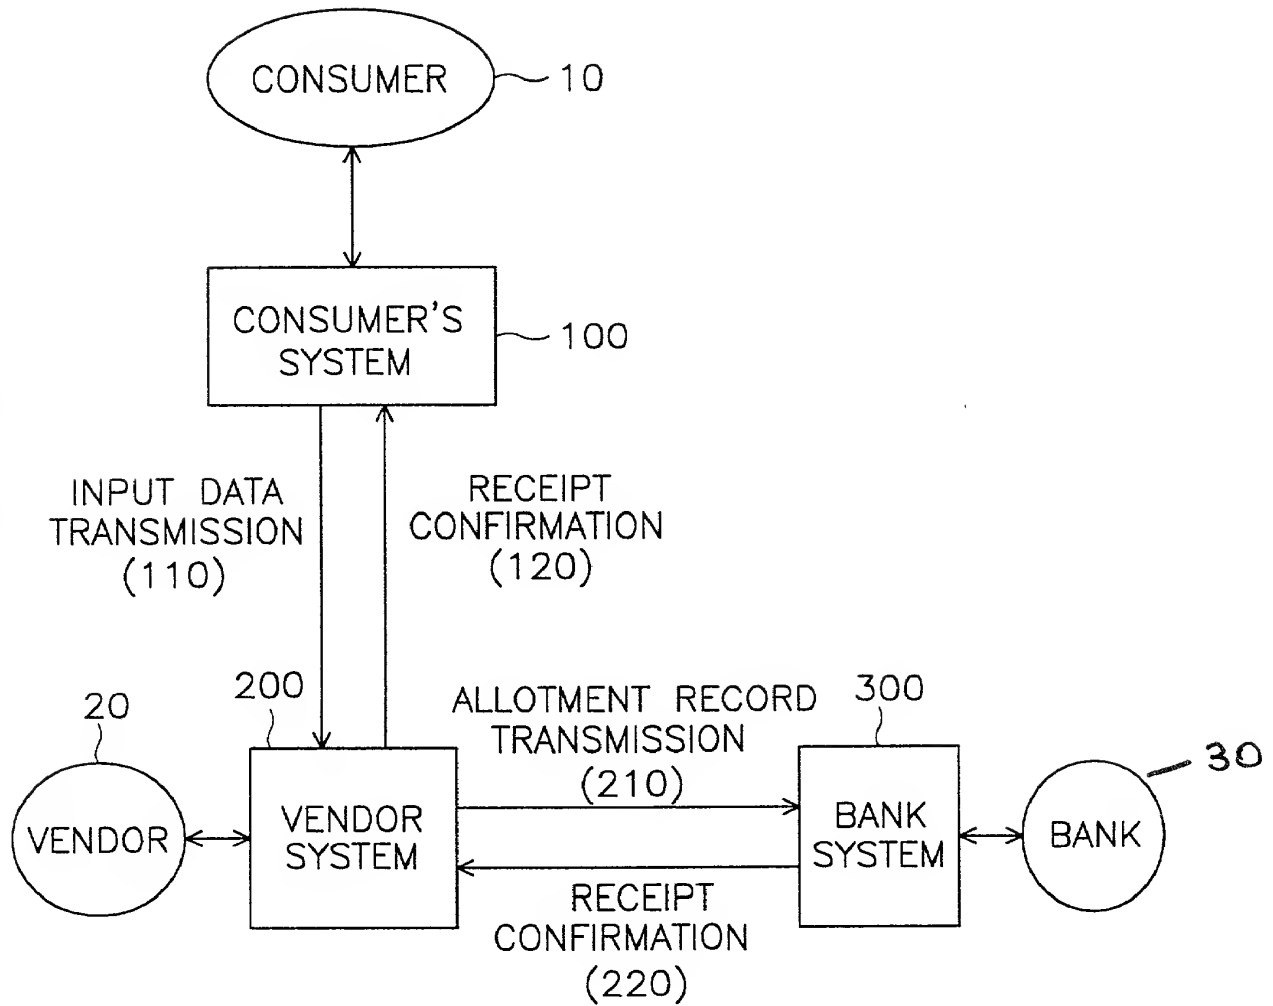 CONSUMER
10
CONSUMER'S
SYSTEM
100
INPUT DATA
TRANSMISSION
(110)
RECEIPT
CONFIRMATION
(120)
20
VENDOR
200
VENDOR
SYSTEM
ALLOTMENT RECORD
TRANSMISSION
(210)
RECEIPT
CONFIRMATION
(220)
300
BANK
SYSTEM
30
BANK